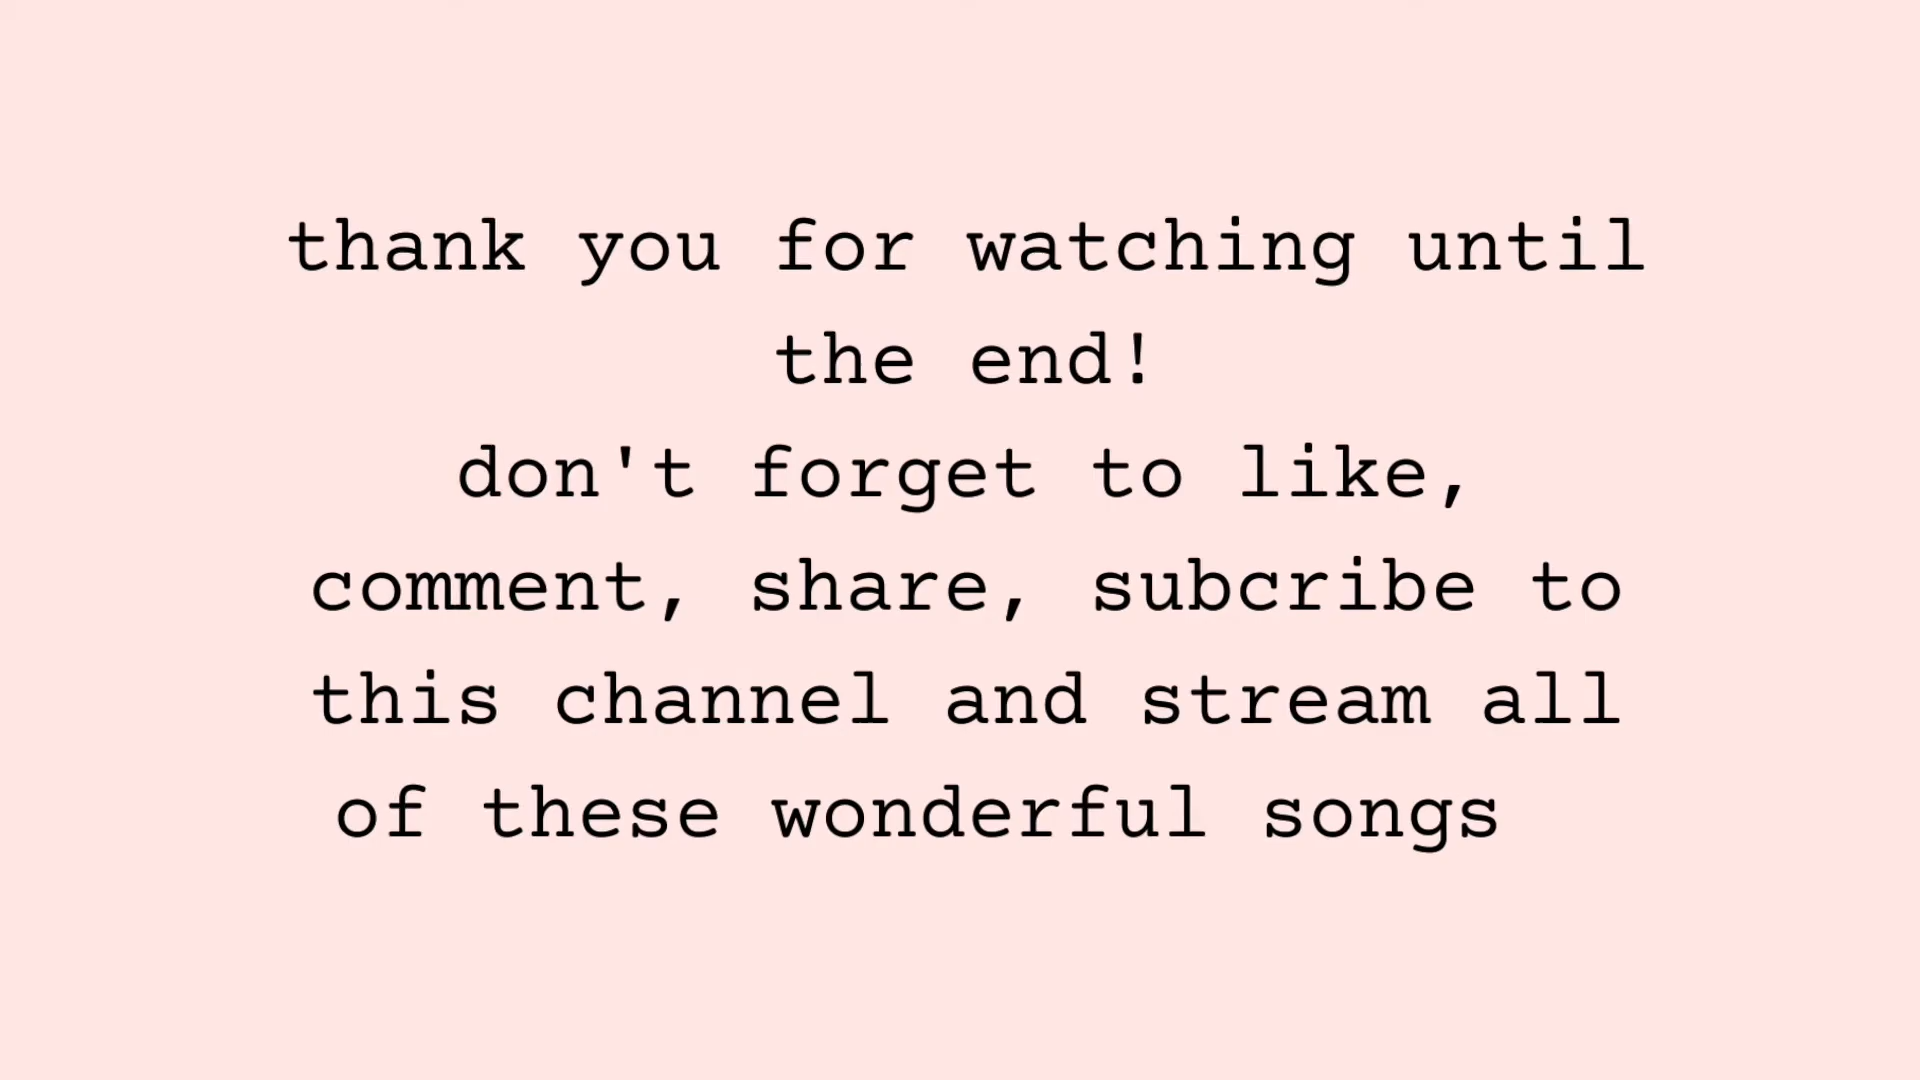 thank you for watching until
the end!
don't forget to like,
comment, share, subcribe to
this channel and stream all
of these wonderful songs